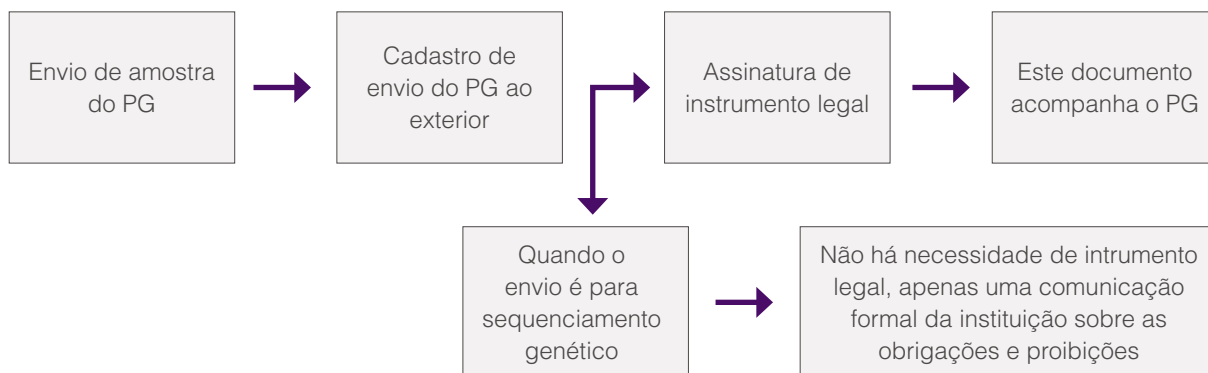 Envio de amostra
do PG
Cadastro de
envio do PG ao
exterior
Assinatura de
instrumento legal
Este documento
acompanha o PG
Quando o
envio é para
sequenciamento
genético
Não há necessidade de intrumento
legal, apenas uma comunicação
formal da instituição sobre as
obrigações e proibições